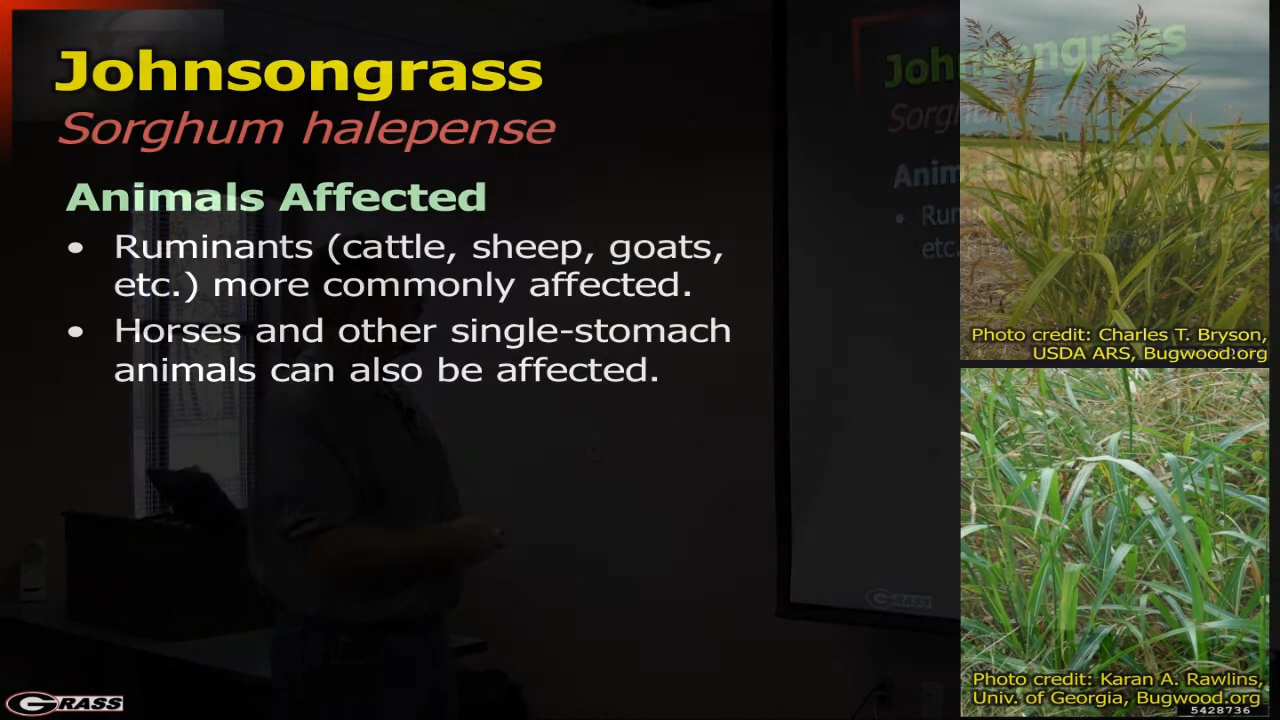 Johnsongrass
Sorghum halepense
Animals Affected
• Ruminants (cattle, sheep, goats,
etc.) more commonly affected.
• Horses and other single-stomach
animals can also be affected.
Photo credit: Charles T. Bryson,
USDA ARS, Bugwood.org
Photo credit: Karan A. Rawlins,
Univ. of Georgia, Bugwood.org
5428736
GRASS